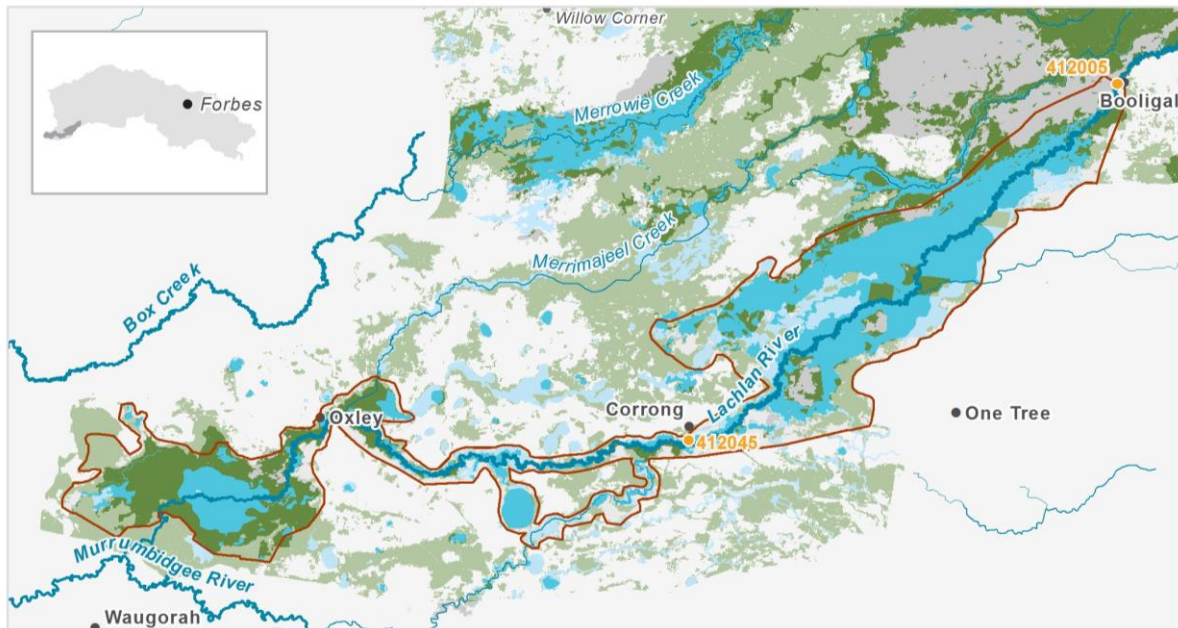 Willow Corner
Forbes
412005
Booligal
Merrowie Creek
Merrimajeel Creek
Box Creek
Lachlan River
Oxley
Corrong
412045
One Tree
Murrumbidgee River
Waugorah